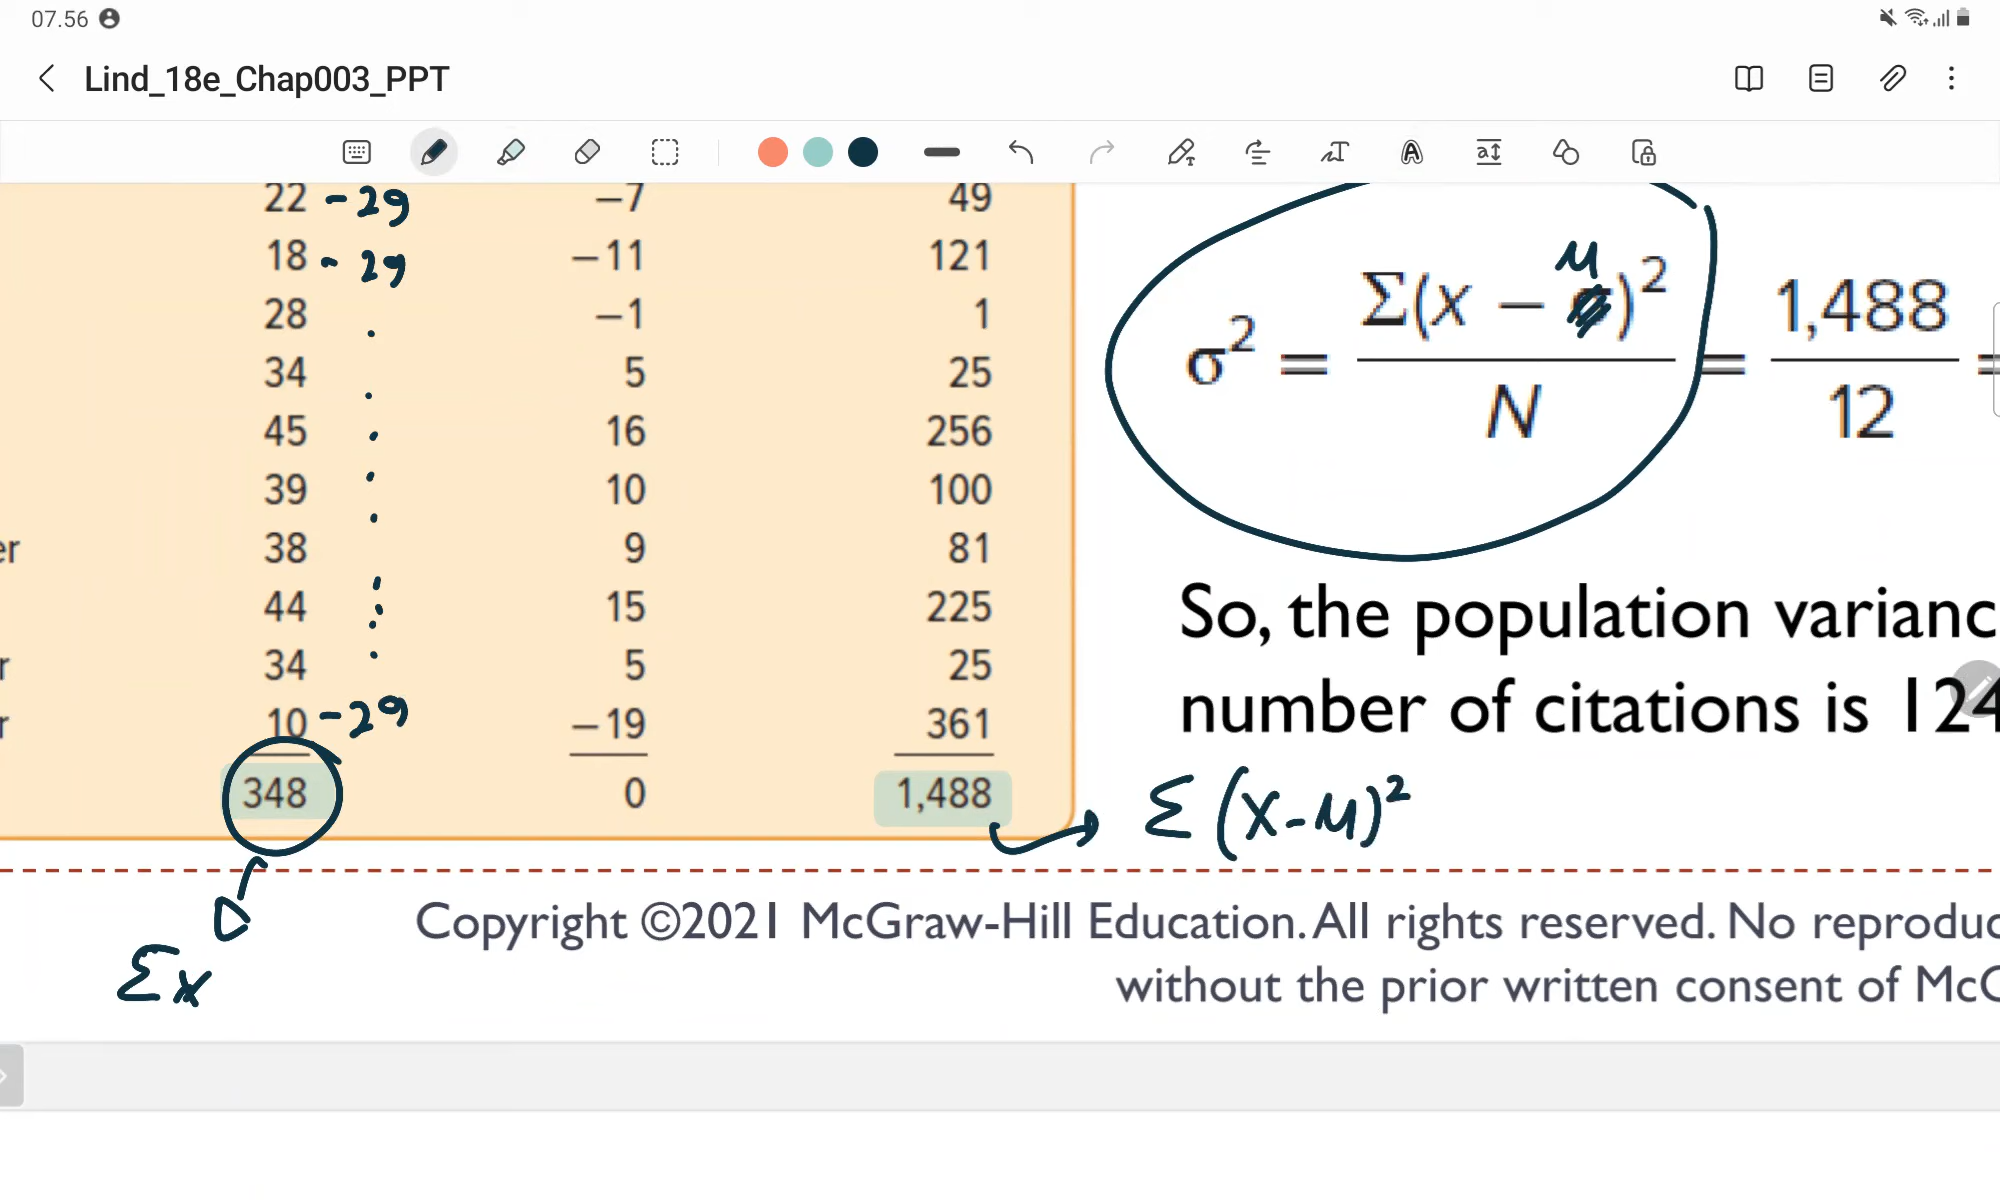 07.56
Lind_18e_Chap003_PPT
22 -29 −7 49
18 - 29 −11 121
28 −1 1
34 5 25
45 16 256
39 10 100
er 38 9 81
44 15 225
r 34 5 25
r 10 -29 −19 361
348 0 1,488
σ² = Σ(x − μ)² / N = 1,488 / 12 =
So, the population varianc
number of citations is 124
Σ (x-μ)²
Σx
Copyright ©2021 McGraw-Hill Education. All rights reserved. No reproduc
without the prior written consent of McG